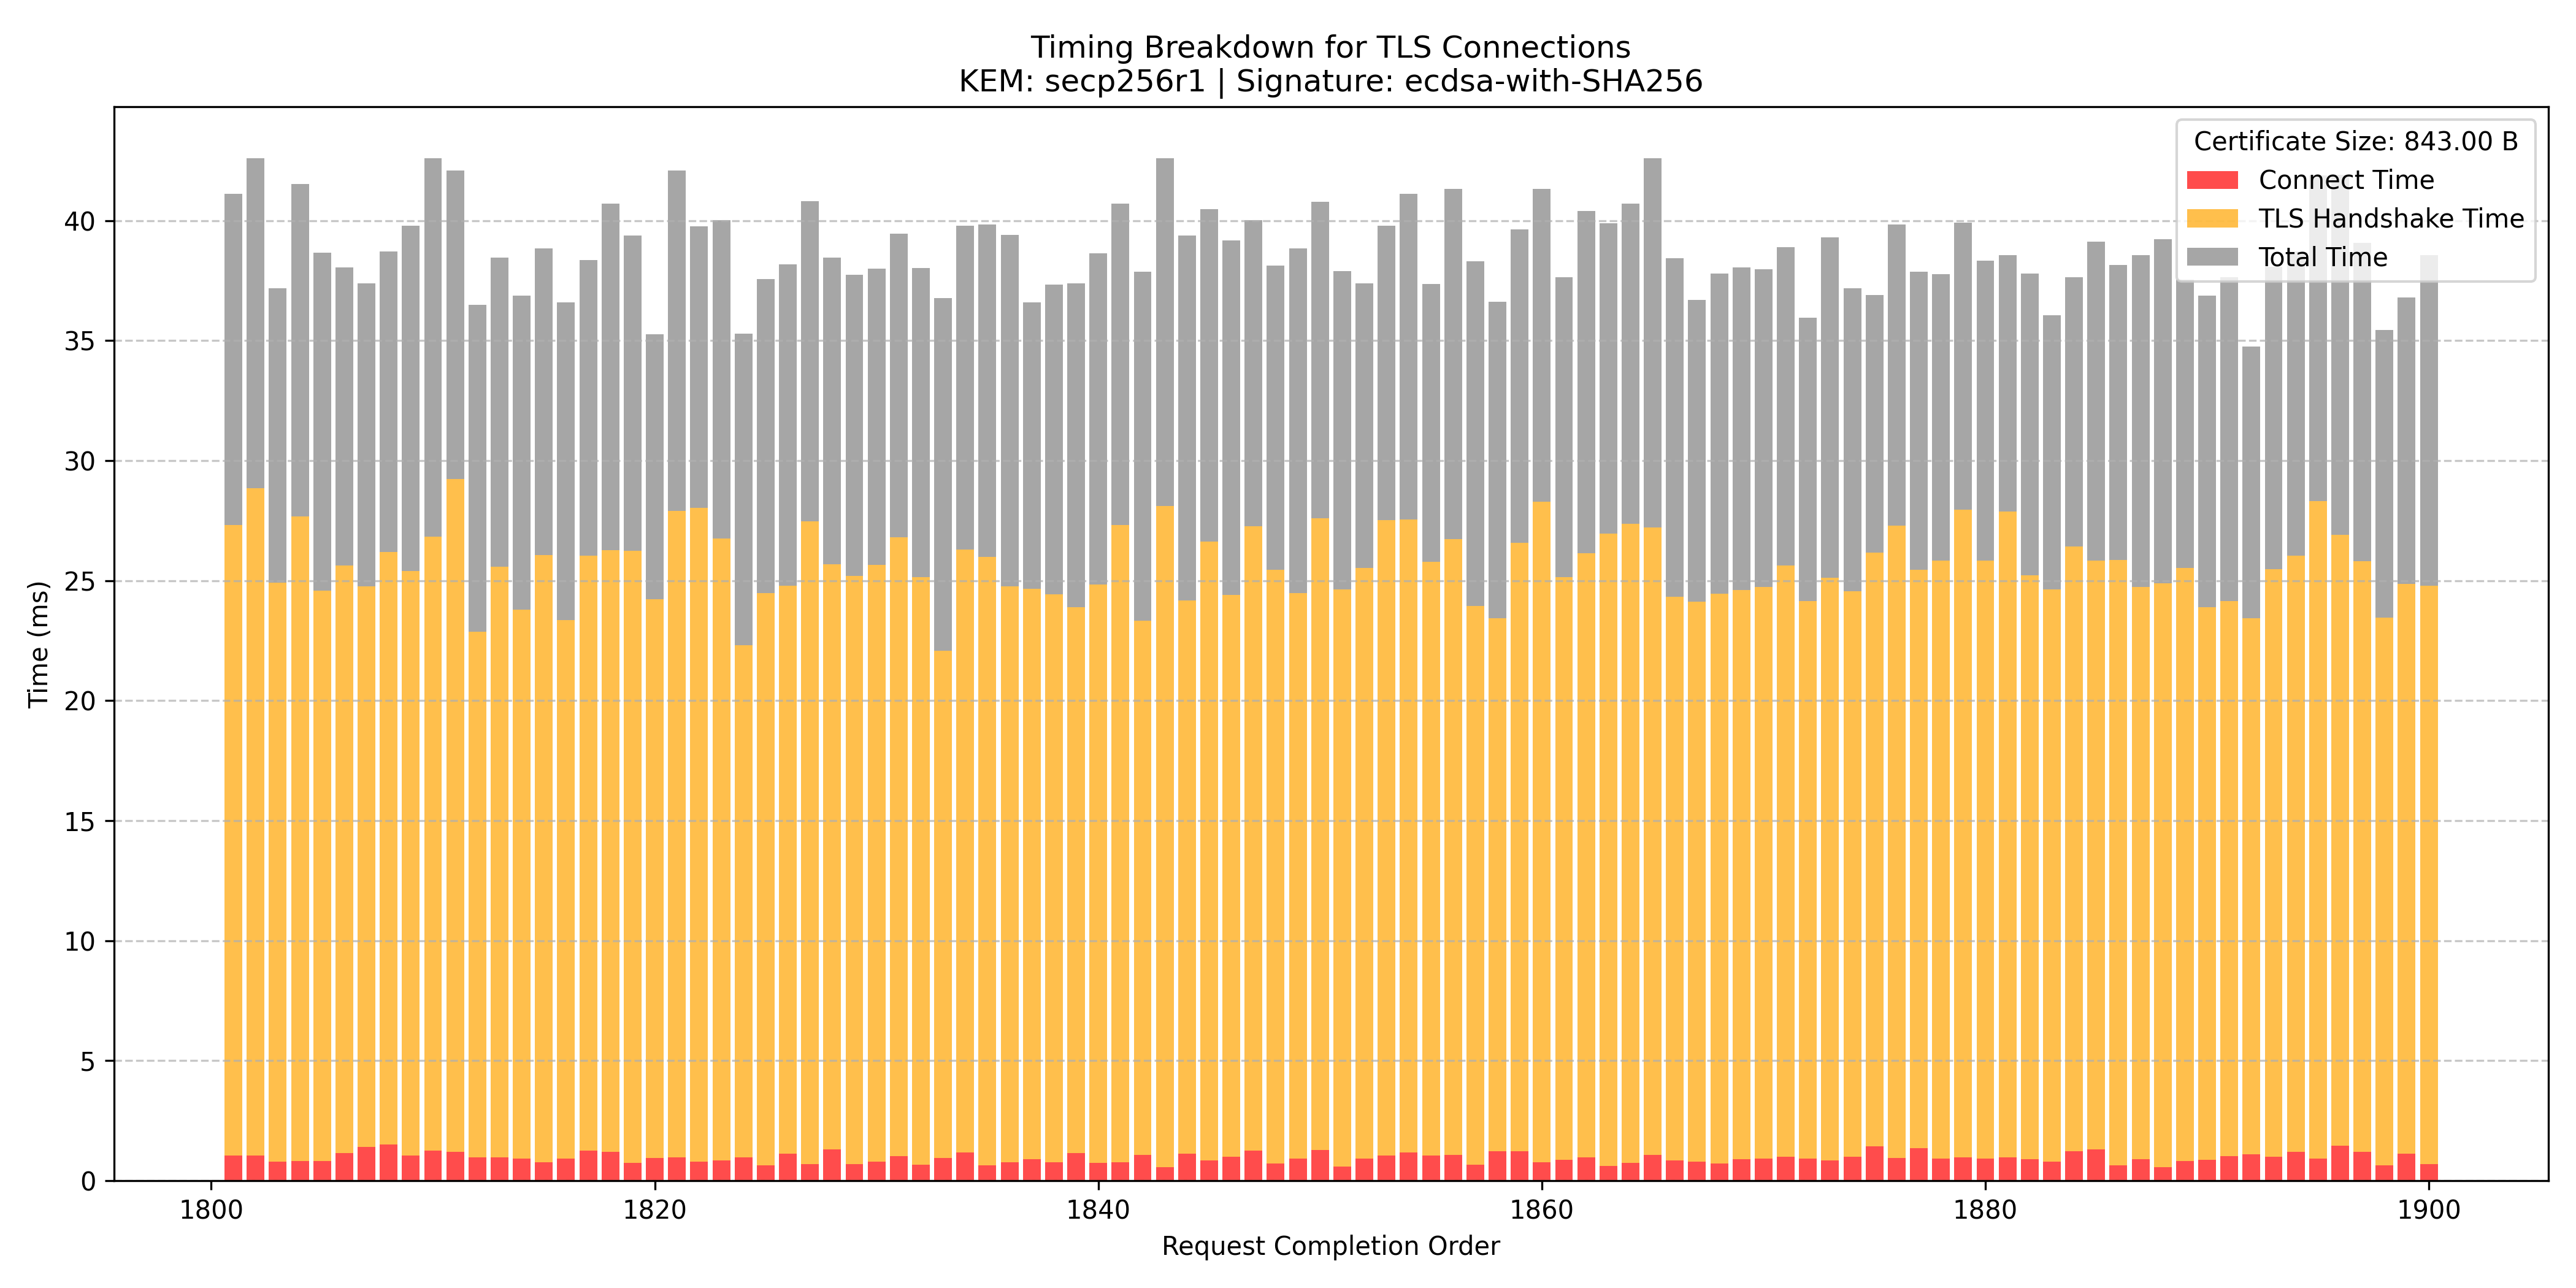 Timing Breakdown for TLS Connections
KEM: secp256r1 | Signature: ecdsa-with-SHA256
Certificate Size: 843.00 B
Connect Time
TLS Handshake Time
Total Time
Time (ms)
40
35
30
25
20
15
10
5
0
1800 1820 1840 1860 1880 1900
Request Completion Order